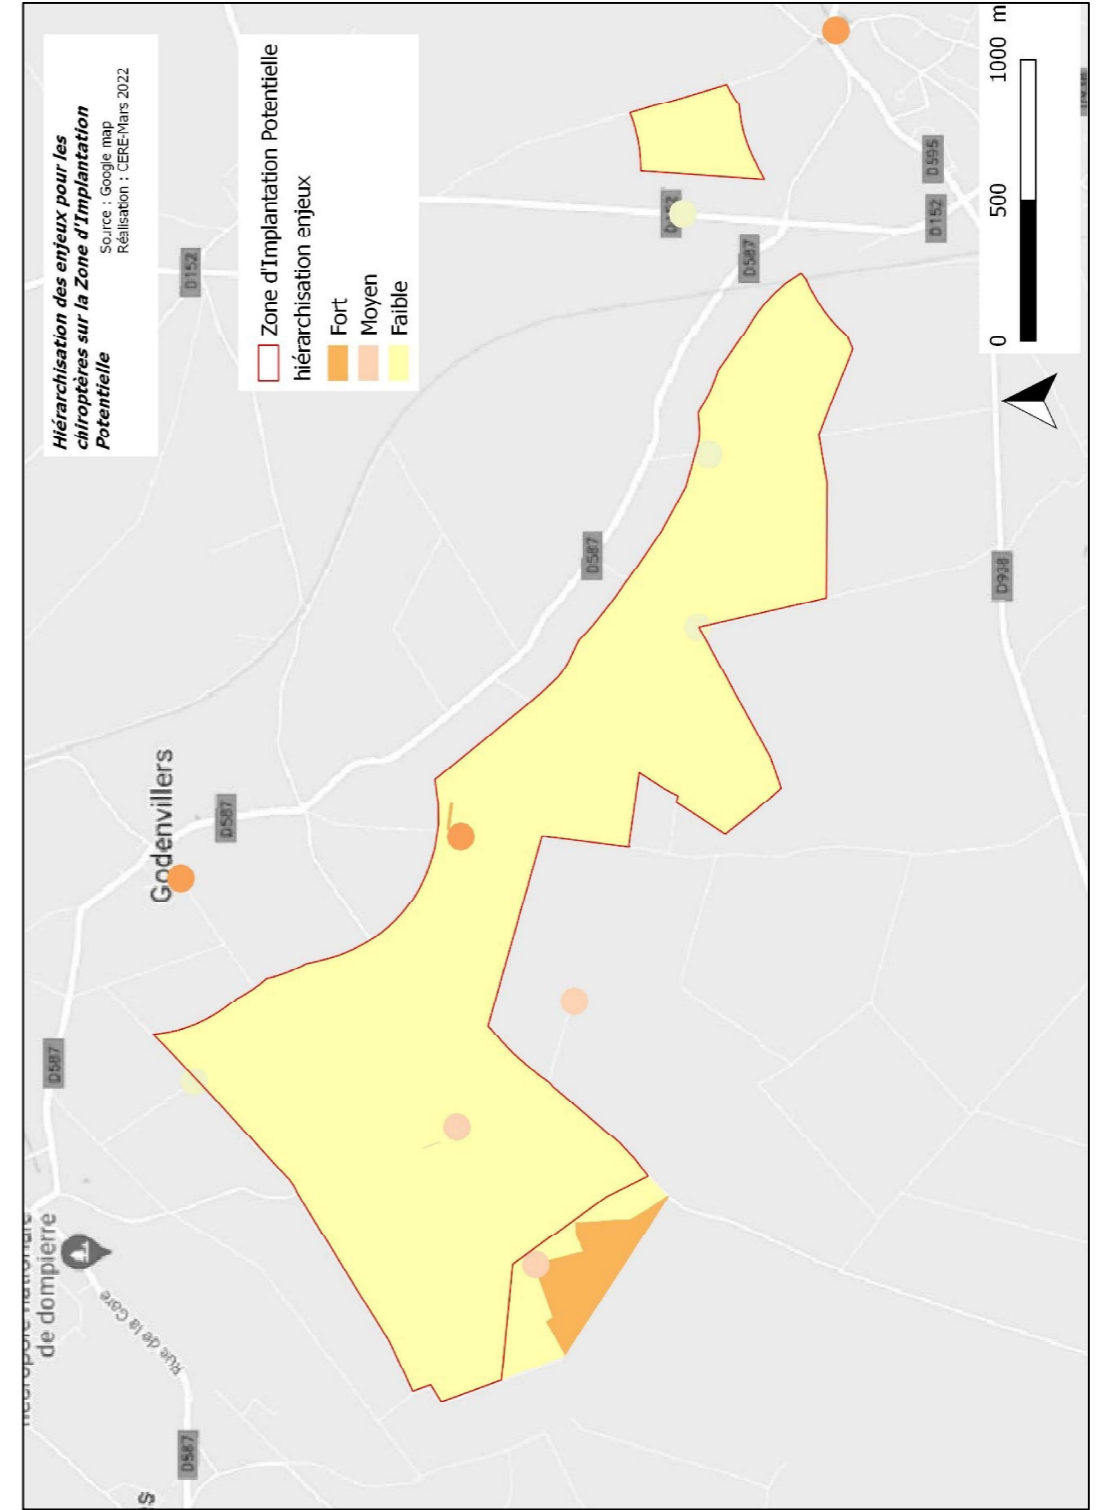 Hiérarchisation des enjeux pour les
chiroptères sur la Zone d'Implantation
Potentielle
Source : Google map
Réalisation : CERE-Mars 2022
Zone d'Implantation Potentielle
hiérarchisation enjeux
Fort
Moyen
Faible
0 500 1000 m
Godenvillers
de dompierre
Rue de la Gare
D587
D587
D587
D587
D587
D152
D152
D595
D938